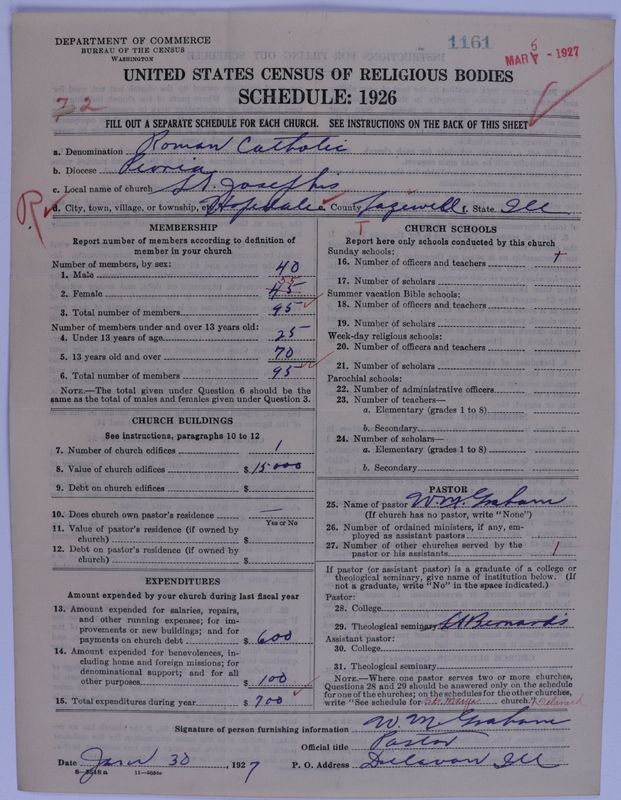 DEPARTMENT OF COMMERCE
BUREAU OF THE CENSUS
WASHINGTON
1161
MAR 5 - 1927
UNITED STATES CENSUS OF RELIGIOUS BODIES
SCHEDULE: 1926
72
FILL OUT A SEPARATE SCHEDULE FOR EACH CHURCH. SEE INSTRUCTIONS ON THE BACK OF THIS SHEET
a. Denomination Roman Catholic
b. Diocese Peoria
c. Local name of church St. Joseph's
R
d. City, town, village, or township, etc. Hopedale e. County Tazewell f. State Ill
T
MEMBERSHIP
Report number of members according to definition of member in your church
Number of members, by sex:
1. Male 40
55
2. Female 45
3. Total number of members 95
Number of members under and over 13 years old:
4. Under 13 years of age 25
5. 13 years old and over 70
6. Total number of members 95
NOTE.—The total given under Question 6 should be the
same as the total of males and females given under Question 3.
CHURCH BUILDINGS
See instructions, paragraphs 10 to 12
7. Number of church edifices 1
8. Value of church edifices $15000
9. Debt on church edifices $
10. Does church own pastor's residence —
Yes or No
11. Value of pastor's residence (if owned by
church) $
12. Debt on pastor's residence (if owned by
church) $
EXPENDITURES
Amount expended by your church during last fiscal year
13. Amount expended for salaries, repairs,
and other running expenses; for im-
provements or new buildings; and for
payments on church debt $600
14. Amount expended for benevolences, in-
cluding home and foreign missions; for
denominational support; and for all
other purposes $100
15. Total expenditures during year $700
CHURCH SCHOOLS
Report here only schools conducted by this church
Sunday schools:
16. Number of officers and teachers
17. Number of scholars
Summer vacation Bible schools:
18. Number of officers and teachers
19. Number of scholars
Week-day religious schools:
20. Number of officers and teachers
21. Number of scholars
Parochial schools:
22. Number of administrative officers
23. Number of teachers—
a. Elementary (grades 1 to 8)
b. Secondary
24. Number of scholars—
a. Elementary (grades 1 to 8)
b. Secondary
PASTOR
25. Name of pastor W. M. Graham
(If church has no pastor, write "None")
26. Number of ordained ministers, if any, em-
ployed as assistant pastors
27. Number of other churches served by the
pastor or his assistants 1
If pastor (or assistant pastor) is a graduate of a college or
theological seminary, give name of institution below. (If
not a graduate, write "No" in the space indicated.)
Pastor:
28. College
29. Theological seminary St Bernard's
Assistant pastor:
30. College
31. Theological seminary
NOTE.—Where one pastor serves two or more churches,
Questions 28 and 29 should be answered only on the schedule
for one of the churches; on the schedules for the other churches,
write "See schedule for St. Mary's church." Delavan
Signature of person furnishing information W M Graham
Official title Pastor
Date Jan 30, 1927 P. O. Address Delavan Ill
8—5518 a 11—9086